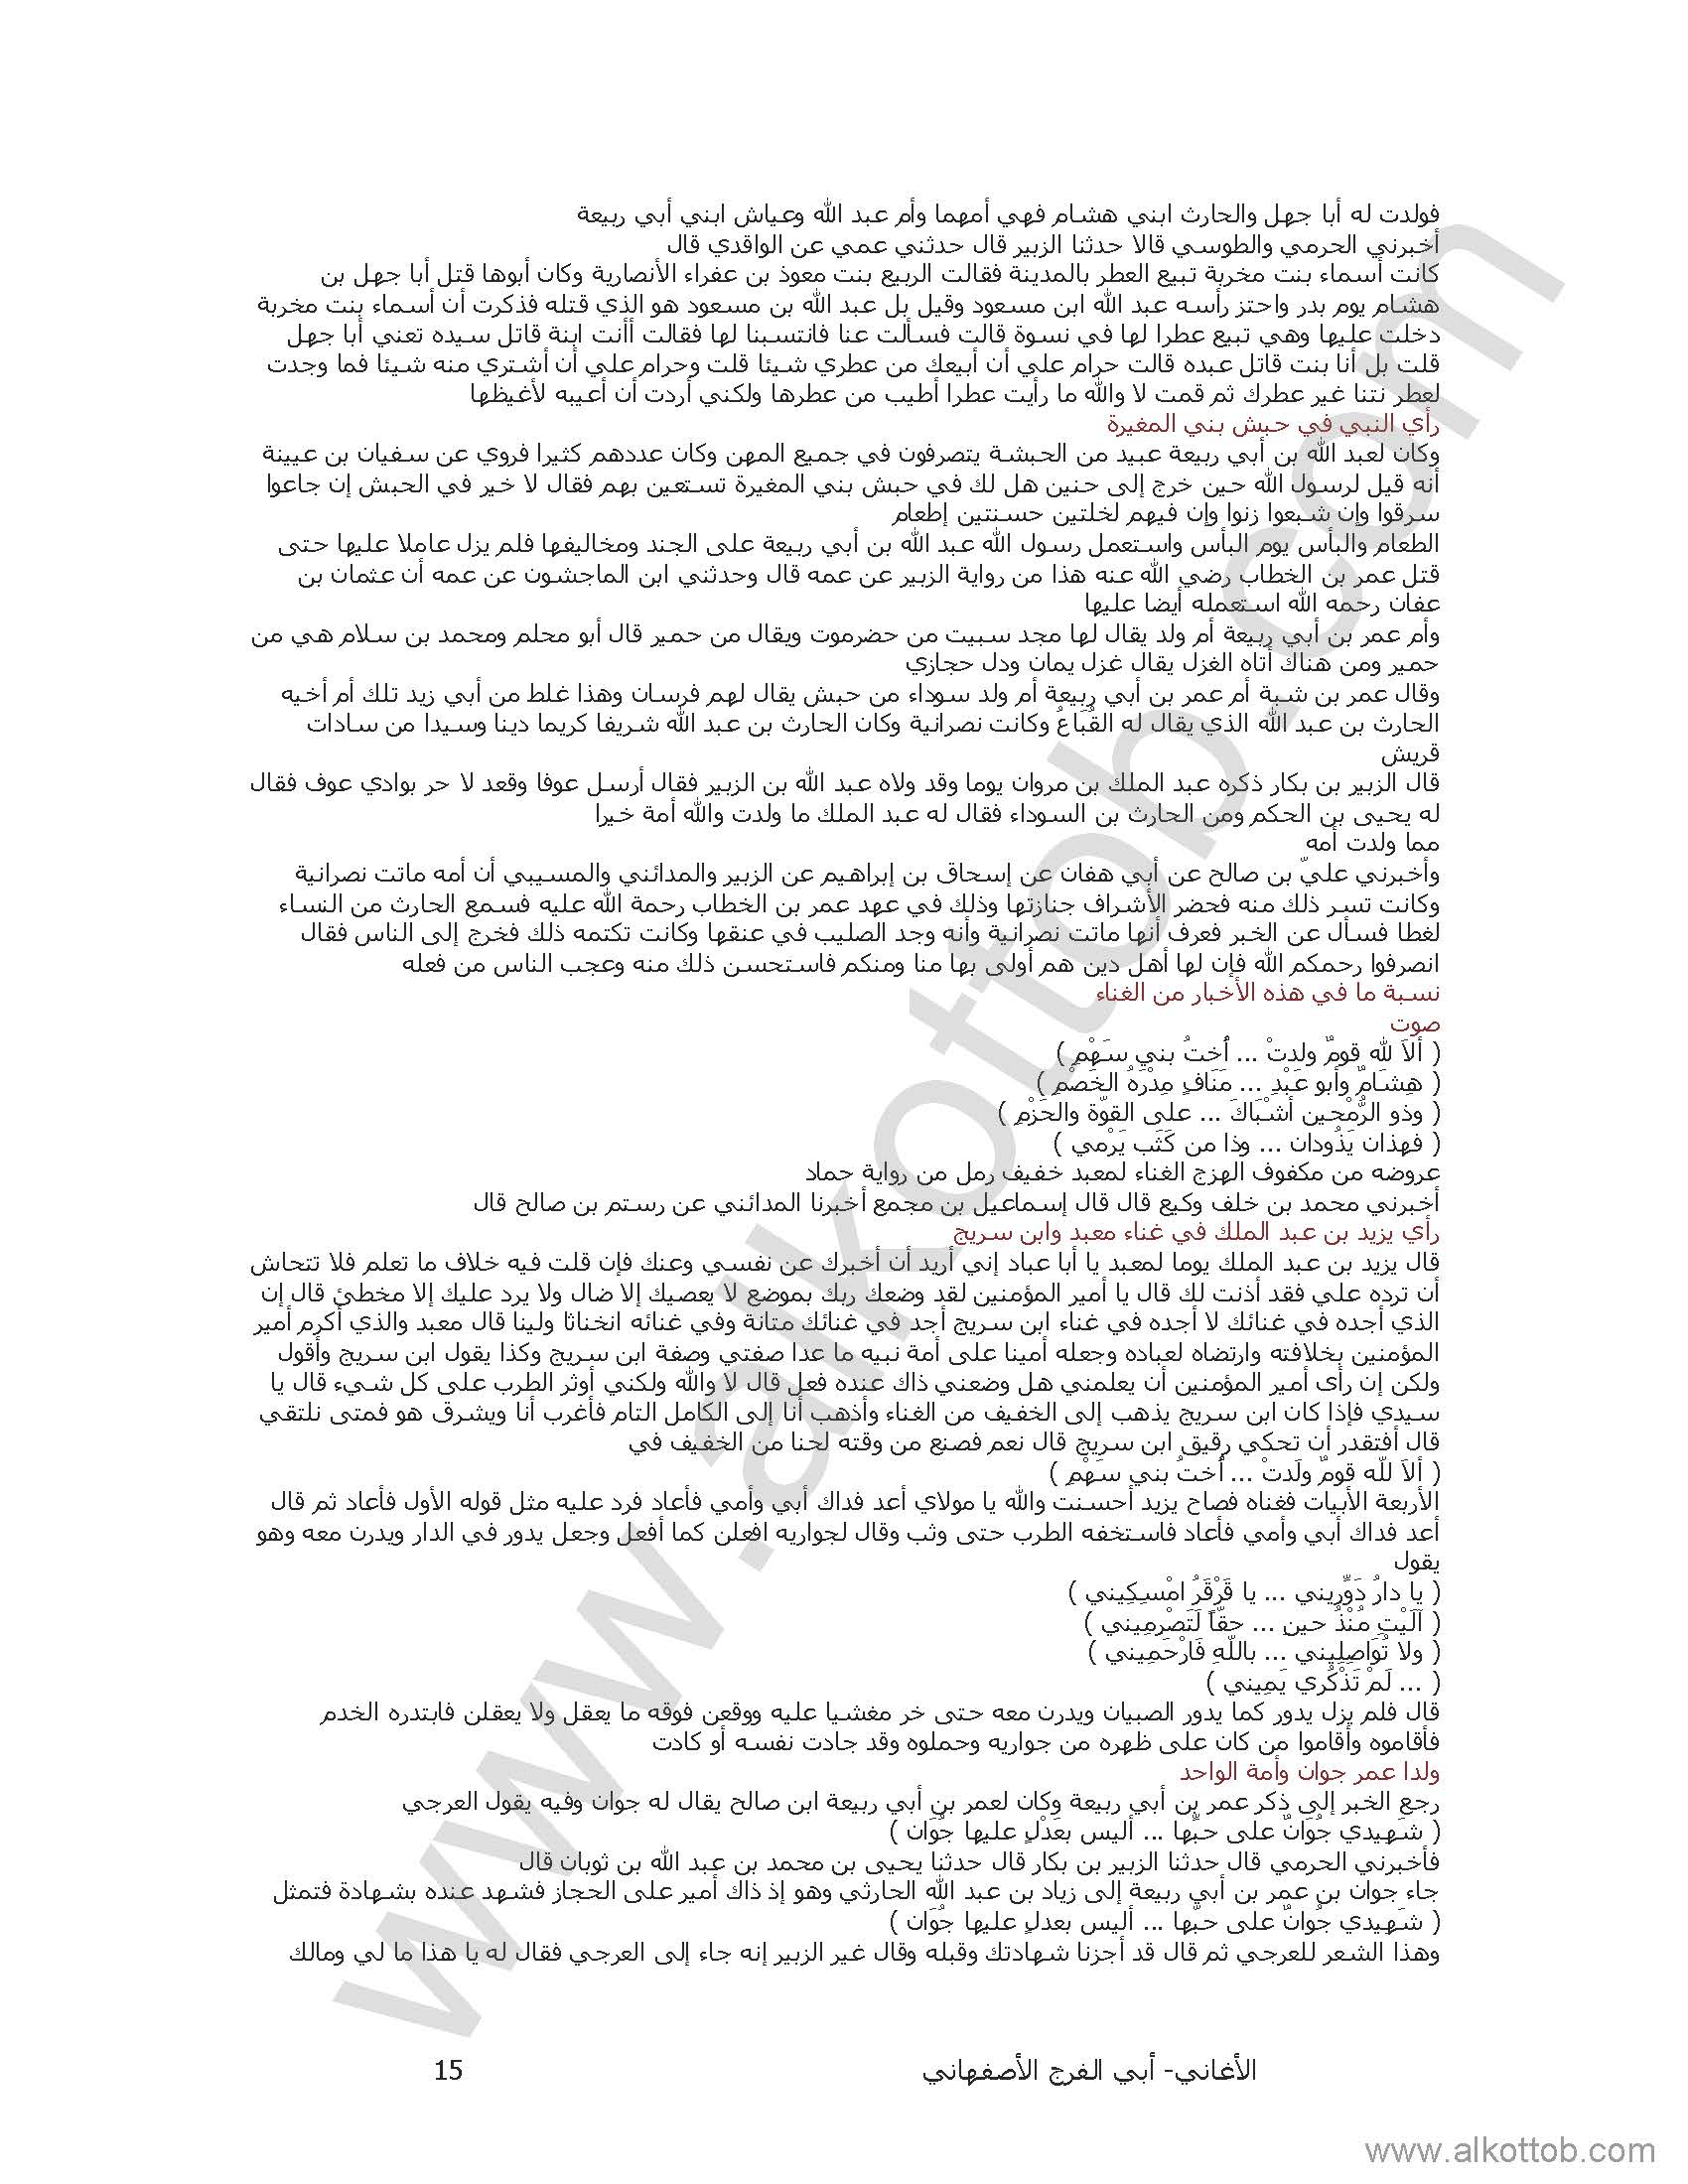 فولدت له أبا جهل والحارث ابني هشام فهي أمهما وأم عبد الله وعياش ابني أبي ربيعة
أخبرني الحرمي والطوسي قالا حدثنا الزبير قال حدثني عمي عن الواقدي قال
كانت أسماء بنت مخربة تبيع العطر بالمدينة فقالت الربيع بنت معوذ بن عفراء الأنصارية وكان أبوها قتل أبا جهل بن
هشام يوم بدر واحتز رأسه عبد الله ابن مسعود وقيل بل عبد الله بن مسعود هو الذي قتله فذكرت أن أسماء بنت مخربة
دخلت عليها وهي تبيع عطرا لها في نسوة قالت فسألت عنا فانتسبنا لها فقالت أأنت ابنة قاتل سيده تعني أبا جهل
قلت بل أنا بنت قاتل عبده قالت حرام علي أن أبيعك من عطري شيئا قلت وحرام علي أن أشتري منه شيئا فما وجدت
لعطر نتنا غير عطرك ثم قمت لا والله ما رأيت عطرا أطيب من عطرها ولكني أردت أن أعيبه لأغيظها
رأي النبي في حبش بني المغيرة
وكان لعبد الله بن أبي ربيعة عبيد من الحبشة يتصرفون في جميع المهن وكان عددهم كثيرا فروي عن سفيان بن عيينة
أنه قيل لرسول الله حين خرج إلى حنين هل لك في حبش بني المغيرة تستعين بهم فقال لا خير في الحبش إن جاعوا
سرقوا وإن شبعوا زنوا وإن فيهم لخلتين حسنتين إطعام
الطعام والبأس يوم البأس واستعمل رسول الله عبد الله بن أبي ربيعة على الجند ومخاليفها فلم يزل عاملا عليها حتى
قتل عمر بن الخطاب رضي الله عنه هذا من رواية الزبير عن عمه قال وحدثني ابن الماجشون عن عمه أن عثمان بن
عفان رحمه الله استعمله أيضا عليها
وأم عمر بن أبي ربيعة أم ولد يقال لها مجد سبيت من حضرموت ويقال من حمير قال أبو محلم ومحمد بن سلام هي من
حمير ومن هناك أتاه الغزل يقال غزل يمان ودل حجازي
وقال عمر بن شبة أم عمر بن أبي ربيعة أم ولد سوداء من حبش يقال لهم فرسان وهذا غلط من أبي زيد تلك أم أخيه
الحارث بن عبد الله الذي يقال له القُبَاعُ وكانت نصرانية وكان الحارث بن عبد الله شريفا كريما دينا وسيدا من سادات
قريش
قال الزبير بن بكار ذكره عبد الملك بن مروان يوما وقد ولاه عبد الله بن الزبير فقال أرسل عوفا وقعد لا حر بوادي عوف فقال
له يحيى بن الحكم ومن الحارث بن السوداء فقال له عبد الملك ما ولدت والله أمة خيرا
مما ولدت أمه
وأخبرني عليّ بن صالح عن أبي هفان عن إسحاق بن إبراهيم عن الزبير والمدائني والمسيبي أن أمه ماتت نصرانية
وكانت تسر ذلك منه فحضر الأشراف جنازتها وذلك في عهد عمر بن الخطاب رحمة الله عليه فسمع الحارث من النساء
لغطا فسأل عن الخبر فعرف أنها ماتت نصرانية وأنه وجد الصليب في عنقها وكانت تكتمه ذلك فخرج إلى الناس فقال
انصرفوا رحمكم الله فإن لها أهل دين هم أولى بها منا ومنكم فاستحسن ذلك منه وعجب الناس من فعله
نسبة ما في هذه الأخبار من الغناء
صوت
( ألاَ لله قومٌ ولدتْ ... أُختُ بني سَهْمِ )
( هِشَامٌ وأبو عَبْدِ ... مَنَافٍ مِدْرَهُ الخَصْمِ )
( وذو الرُّمْحين أشْبَاكَ ... على القوّة والحَزْمِ )
( فهذان يَذُودان ... وذا من كَثَب يَرْمي )
عروضه من مكفوف الهزج الغناء لمعبد خفيف رمل من رواية حماد
أخبرني محمد بن خلف وكيع قال قال إسماعيل بن مجمع أخبرنا المدائني عن رستم بن صالح قال
رأي يزيد بن عبد الملك في غناء معبد وابن سريج
قال يزيد بن عبد الملك يوما لمعبد يا أبا عباد إني أريد أن أخبرك عن نفسي وعنك فإن قلت فيه خلاف ما تعلم فلا تتحاش
أن ترده علي فقد أذنت لك قال يا أمير المؤمنين لقد وضعك ربك بموضع لا يعصيك إلا ضال ولا يرد عليك إلا مخطئ قال إن
الذي أجده في غنائك لا أجده في غناء ابن سريج أجد في غنائك متانة وفي غنائه انخناثا ولينا قال معبد والذي أكرم أمير
المؤمنين بخلافته وارتضاه لعباده وجعله أمينا على أمة نبيه ما عدا صفتي وصفة ابن سريج وكذا يقول ابن سريج وأقول
ولكن إن رأى أمير المؤمنين أن يعلمني هل وضعني ذاك عنده فعل قال لا والله ولكني أوثر الطرب على كل شيء قال يا
سيدي فإذا كان ابن سريج يذهب إلى الخفيف من الغناء وأذهب أنا إلى الكامل التام فأغرب أنا ويشرق هو فمتى نلتقي
قال أفتقدر أن تحكي رقيق ابن سريج قال نعم فصنع من وقته لحنا من الخفيف في
( ألاَ للّه قومٌ ولَدتْ ... أُختُ بني سَهْمِ )
الأربعة الأبيات فغناه فصاح يزيد أحسنت والله يا مولاي أعد فداك أبي وأمي فأعاد فرد عليه مثل قوله الأول فأعاد ثم قال
أعد فداك أبي وأمي فأعاد فاستخفه الطرب حتى وثب وقال لجواريه افعلن كما أفعل وجعل يدور في الدار ويدرن معه وهو
يقول
( يا دارُ دَوِّريني ... يا قَرْقَرُ امْسِكِيني )
( آلَيْتِ مُنْذُ حينِ ... حقّاً لَتَصْرِمِيني )
( ولا تُوَاصِلِيني ... باللّهِ فَارْحَمِيني )
( ... لَمْ تَذْكُري يَمِيني )
قال فلم يزل يدور كما يدور الصبيان ويدرن معه حتى خر مغشيا عليه ووقعن فوقه ما يعقل ولا يعقلن فابتدره الخدم
فأقاموه وأقاموا من كان على ظهره من جواريه وحملوه وقد جادت نفسه أو كادت
ولدا عمر جوان وأمة الواحد
رجع الخبر إلى ذكر عمر بن أبي ربيعة وكان لعمر بن أبي ربيعة ابن صالح يقال له جوان وفيه يقول العرجي
( شَهِيدي جُوَانٌ على حبِّها ... أليس بعَدْلٍ عليها جُوَان )
فأخبرني الحرمي قال حدثنا الزبير بن بكار قال حدثنا يحيى بن محمد بن عبد الله بن ثوبان قال
جاء جوان بن عمر بن أبي ربيعة إلى زياد بن عبد الله الحارثي وهو إذ ذاك أمير على الحجاز فشهد عنده بشهادة فتمثل
( شَهِيدي جُوانٌ على حبّها ... أليس بعدلٍ عليها جُوَان )
وهذا الشعر للعرجي ثم قال قد أجزنا شهادتك وقبله وقال غير الزبير إنه جاء إلى العرجي فقال له يا هذا ما لي ومالك
الأغاني- أبي الفرج الأصفهاني 15
www.alkottob.com
www.alkottob.com